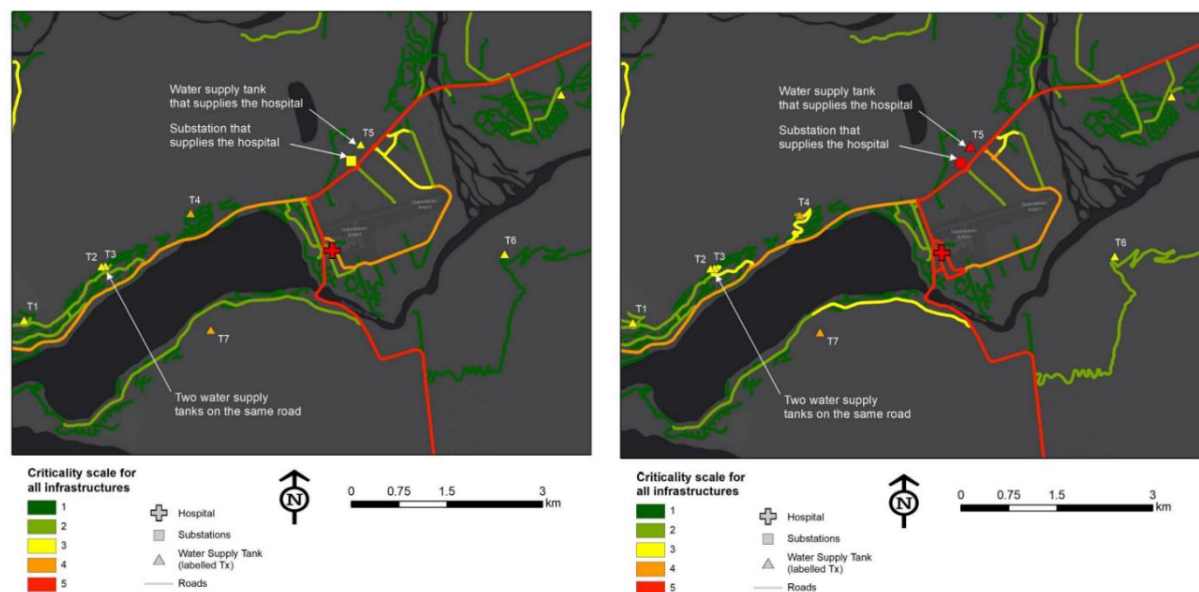 Water supply tank
that supplies the hospital
T5
Substation that
supplies the hospital
T4
Queenstown
Airport
T2 T3
T6
T1
T7
Two water supply
tanks on the same road
Criticality scale for
all infrastructures
1
2
3
4
5
N
Hospital
Substations
Water Supply Tank
(labelled Tx)
Roads
0 0.75 1.5 3
km
Water supply tank
that supplies the hospital
T5
Substation that
supplies the hospital
T4
Queenstown
Airport
T2 T3
T6
T1
T7
Two water supply
tanks on the same road
Criticality scale for
all infrastructures
1
2
3
4
5
N
Hospital
Substations
Water Supply Tank
(labelled Tx)
Roads
0 0.75 1.5 3
km